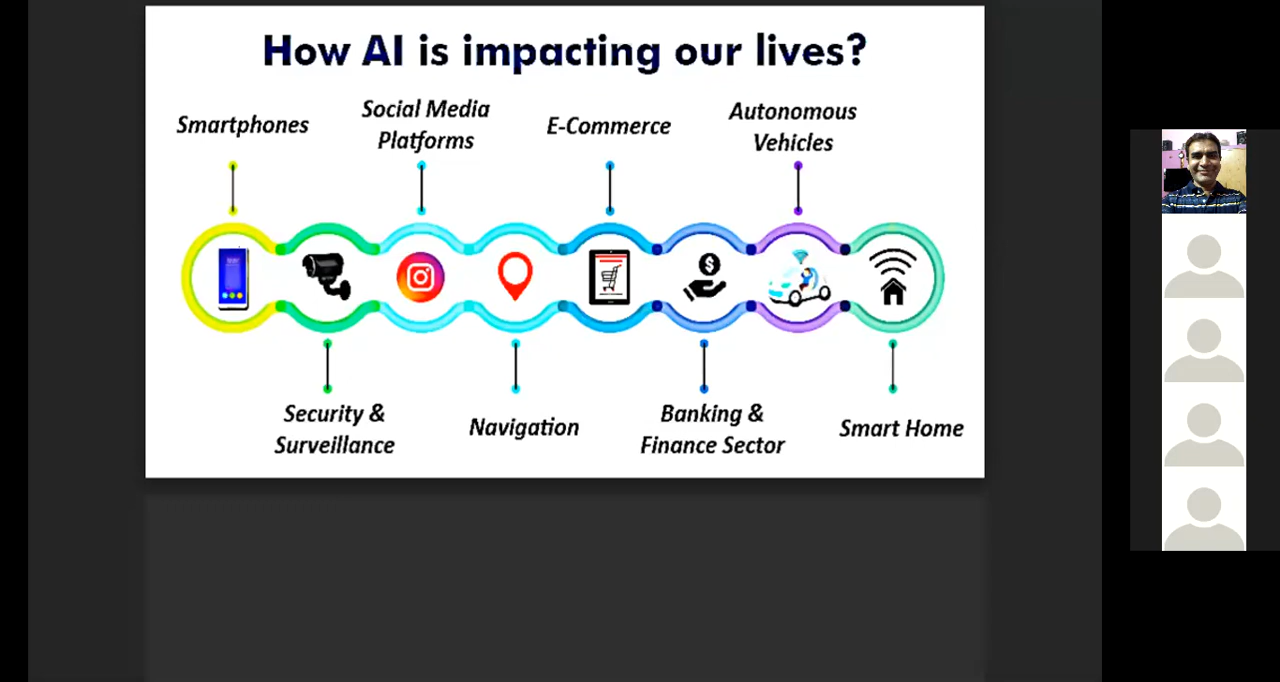 How AI is impacting our lives?
Smartphones
Social Media
Platforms
E-Commerce
Autonomous
Vehicles
Security &
Surveillance
Navigation
Banking &
Finance Sector
Smart Home